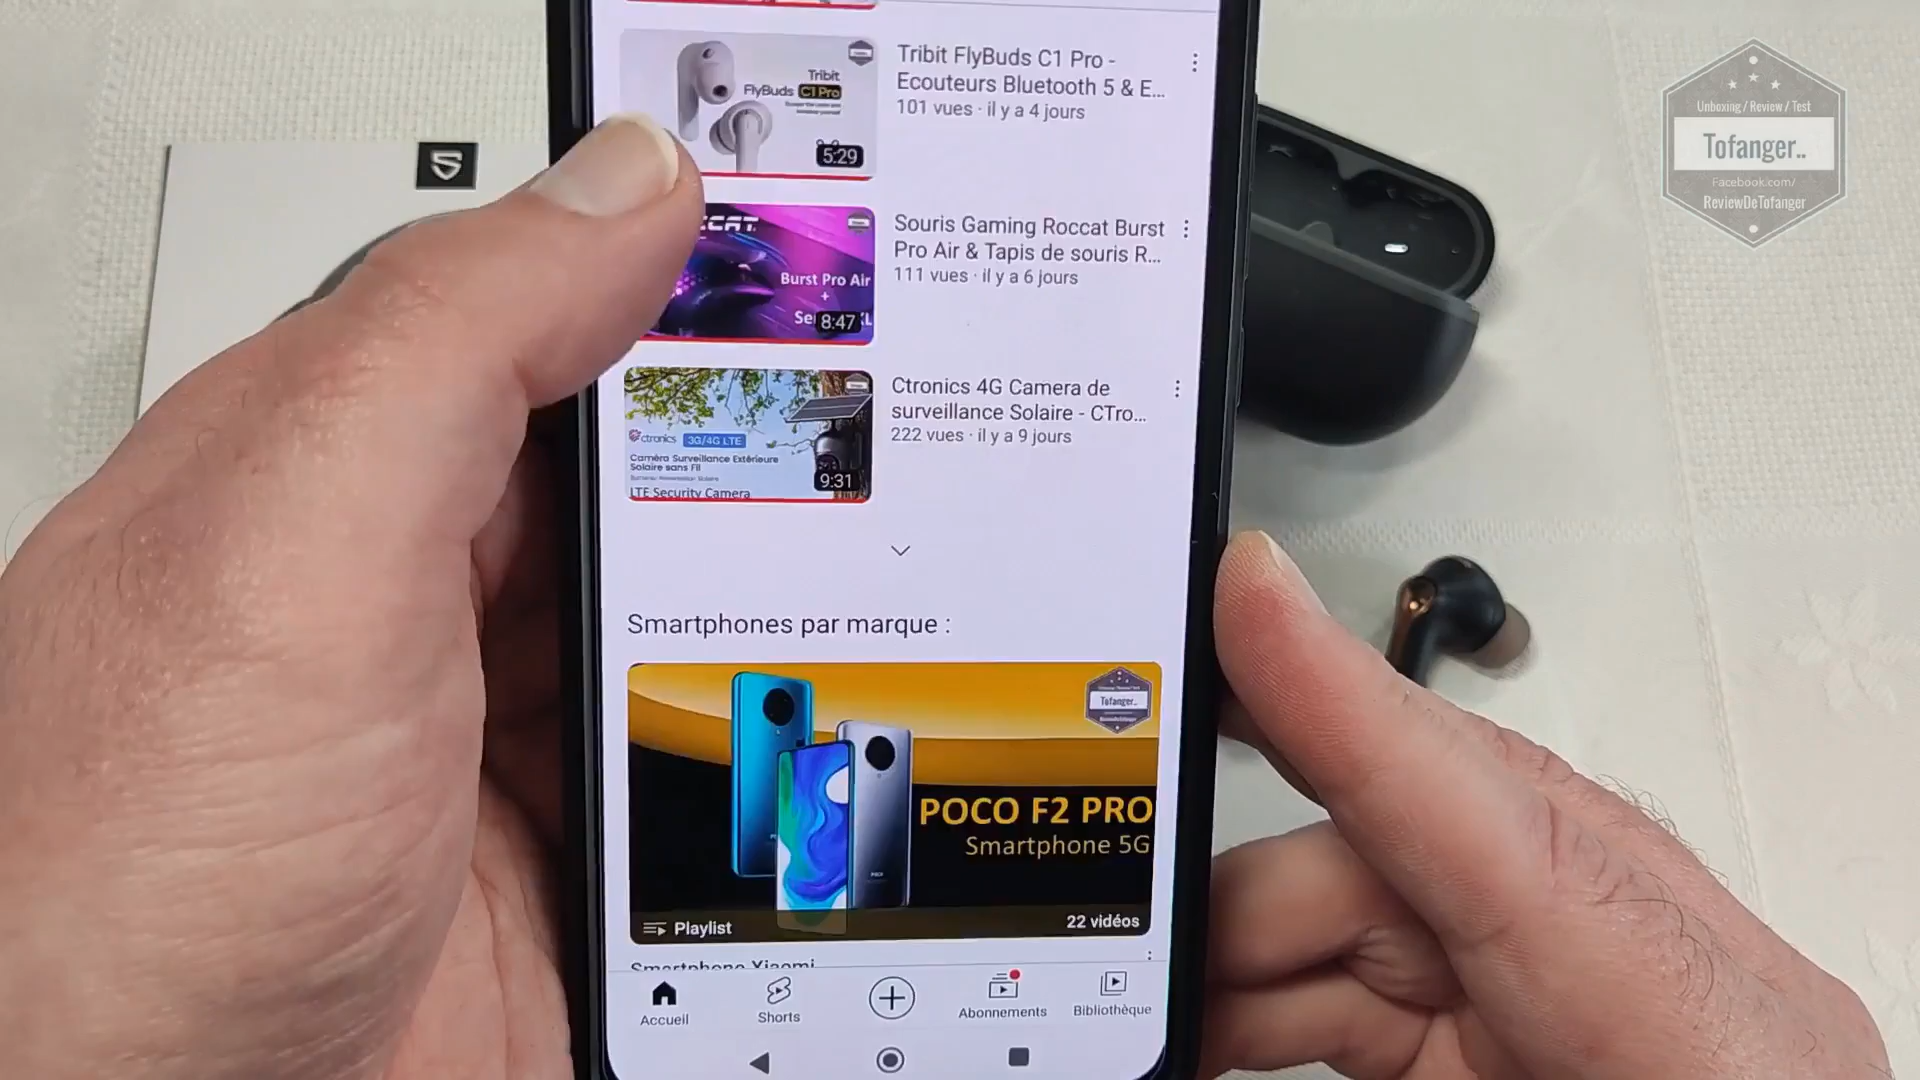 Tribit FlyBuds C1 Pro -
Ecouteurs Bluetooth 5 & E...
101 vues · il y a 4 jours
Tribit
FlyBuds C1 Pro
5:29
Souris Gaming Roccat Burst
Pro Air & Tapis de souris R...
111 vues · il y a 6 jours
CCAT
Burst Pro Air
+
Se
8:47
Ctronics 4G Camera de
surveillance Solaire - CTro...
222 vues · il y a 9 jours
ctronics 3G/4G LTE
Caméra Surveillance Extérieure
Solaire sans Fil
LTE Security Camera
9:31
Smartphones par marque :
Tofanger..
POCO F2 PRO
Smartphone 5G
Playlist
22 vidéos
Smartphone Xiaomi
Accueil
Shorts
Abonnements
Bibliothèque
Unboxing / Review / Test
Tofanger..
Facebook.com/
ReviewDeTofanger